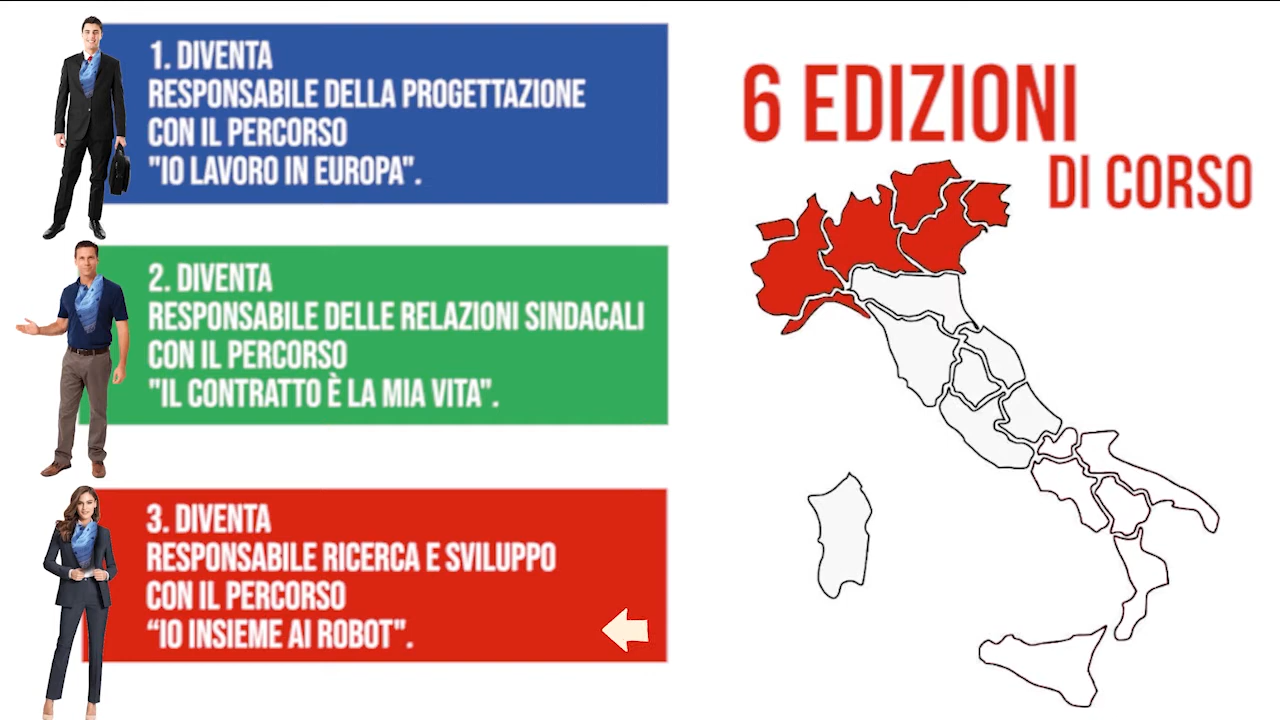 1. DIVENTA
RESPONSABILE DELLA PROGETTAZIONE
CON IL PERCORSO
"IO LAVORO IN EUROPA".
2. DIVENTA
RESPONSABILE DELLE RELAZIONI SINDACALI
CON IL PERCORSO
"IL CONTRATTO È LA MIA VITA".
3. DIVENTA
RESPONSABILE RICERCA E SVILUPPO
CON IL PERCORSO
“IO INSIEME AI ROBOT".
6 EDIZIONI
DI CORSO